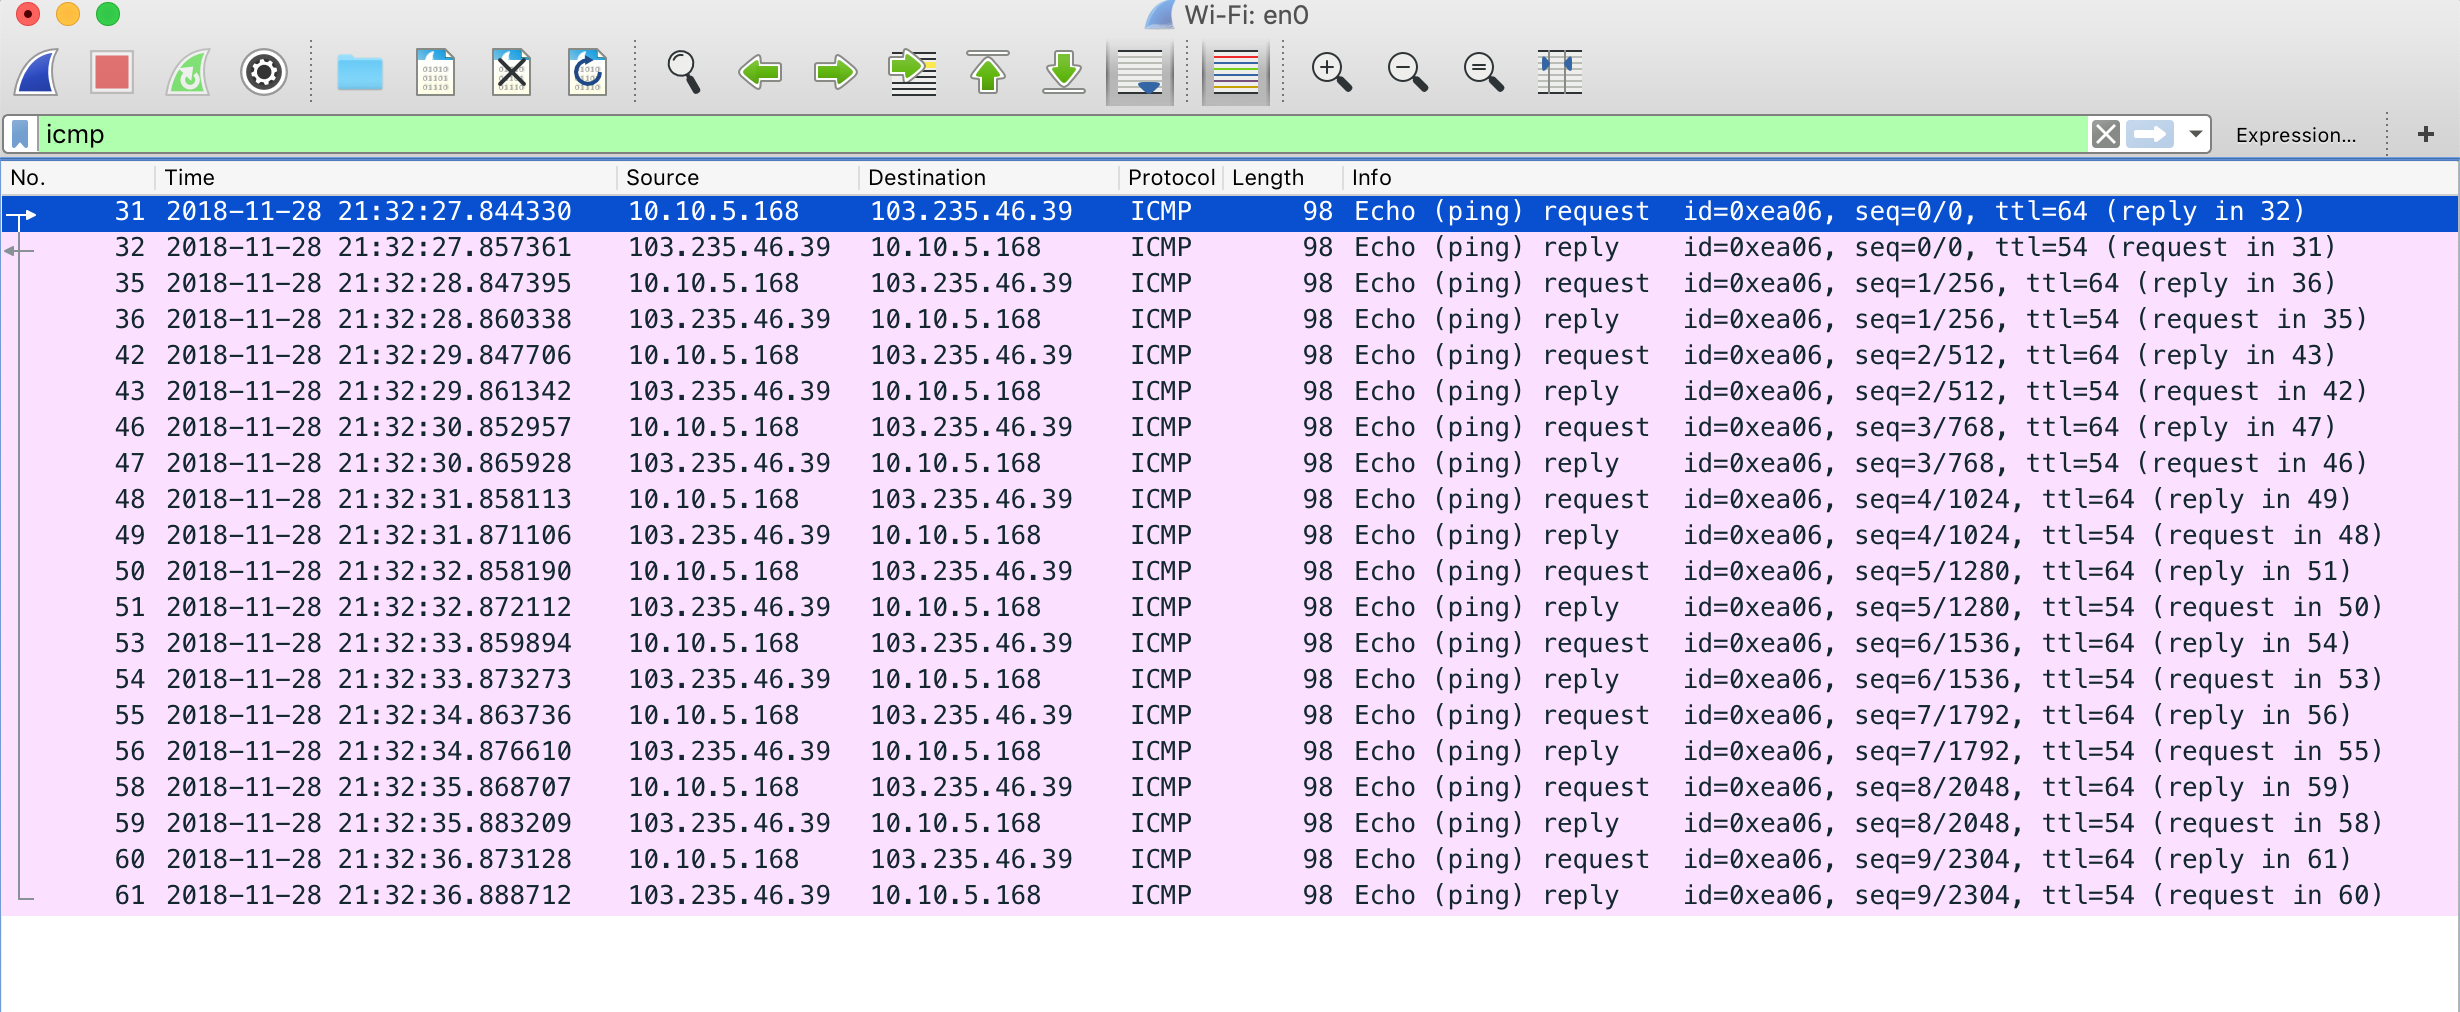 Wi-Fi: en0
icmp Expression... +
No. Time Source Destination Protocol Length Info
31 2018-11-28 21:32:27.844330 10.10.5.168 103.235.46.39 ICMP 98 Echo (ping) request id=0xea06, seq=0/0, ttl=64 (reply in 32)
32 2018-11-28 21:32:27.857361 103.235.46.39 10.10.5.168 ICMP 98 Echo (ping) reply id=0xea06, seq=0/0, ttl=54 (request in 31)
35 2018-11-28 21:32:28.847395 10.10.5.168 103.235.46.39 ICMP 98 Echo (ping) request id=0xea06, seq=1/256, ttl=64 (reply in 36)
36 2018-11-28 21:32:28.860338 103.235.46.39 10.10.5.168 ICMP 98 Echo (ping) reply id=0xea06, seq=1/256, ttl=54 (request in 35)
42 2018-11-28 21:32:29.847706 10.10.5.168 103.235.46.39 ICMP 98 Echo (ping) request id=0xea06, seq=2/512, ttl=64 (reply in 43)
43 2018-11-28 21:32:29.861342 103.235.46.39 10.10.5.168 ICMP 98 Echo (ping) reply id=0xea06, seq=2/512, ttl=54 (request in 42)
46 2018-11-28 21:32:30.852957 10.10.5.168 103.235.46.39 ICMP 98 Echo (ping) request id=0xea06, seq=3/768, ttl=64 (reply in 47)
47 2018-11-28 21:32:30.865928 103.235.46.39 10.10.5.168 ICMP 98 Echo (ping) reply id=0xea06, seq=3/768, ttl=54 (request in 46)
48 2018-11-28 21:32:31.858113 10.10.5.168 103.235.46.39 ICMP 98 Echo (ping) request id=0xea06, seq=4/1024, ttl=64 (reply in 49)
49 2018-11-28 21:32:31.871106 103.235.46.39 10.10.5.168 ICMP 98 Echo (ping) reply id=0xea06, seq=4/1024, ttl=54 (request in 48)
50 2018-11-28 21:32:32.858190 10.10.5.168 103.235.46.39 ICMP 98 Echo (ping) request id=0xea06, seq=5/1280, ttl=64 (reply in 51)
51 2018-11-28 21:32:32.872112 103.235.46.39 10.10.5.168 ICMP 98 Echo (ping) reply id=0xea06, seq=5/1280, ttl=54 (request in 50)
53 2018-11-28 21:32:33.859894 10.10.5.168 103.235.46.39 ICMP 98 Echo (ping) request id=0xea06, seq=6/1536, ttl=64 (reply in 54)
54 2018-11-28 21:32:33.873273 103.235.46.39 10.10.5.168 ICMP 98 Echo (ping) reply id=0xea06, seq=6/1536, ttl=54 (request in 53)
55 2018-11-28 21:32:34.863736 10.10.5.168 103.235.46.39 ICMP 98 Echo (ping) request id=0xea06, seq=7/1792, ttl=64 (reply in 56)
56 2018-11-28 21:32:34.876610 103.235.46.39 10.10.5.168 ICMP 98 Echo (ping) reply id=0xea06, seq=7/1792, ttl=54 (request in 55)
58 2018-11-28 21:32:35.868707 10.10.5.168 103.235.46.39 ICMP 98 Echo (ping) request id=0xea06, seq=8/2048, ttl=64 (reply in 59)
59 2018-11-28 21:32:35.883209 103.235.46.39 10.10.5.168 ICMP 98 Echo (ping) reply id=0xea06, seq=8/2048, ttl=54 (request in 58)
60 2018-11-28 21:32:36.873128 10.10.5.168 103.235.46.39 ICMP 98 Echo (ping) request id=0xea06, seq=9/2304, ttl=64 (reply in 61)
61 2018-11-28 21:32:36.888712 103.235.46.39 10.10.5.168 ICMP 98 Echo (ping) reply id=0xea06, seq=9/2304, ttl=54 (request in 60)